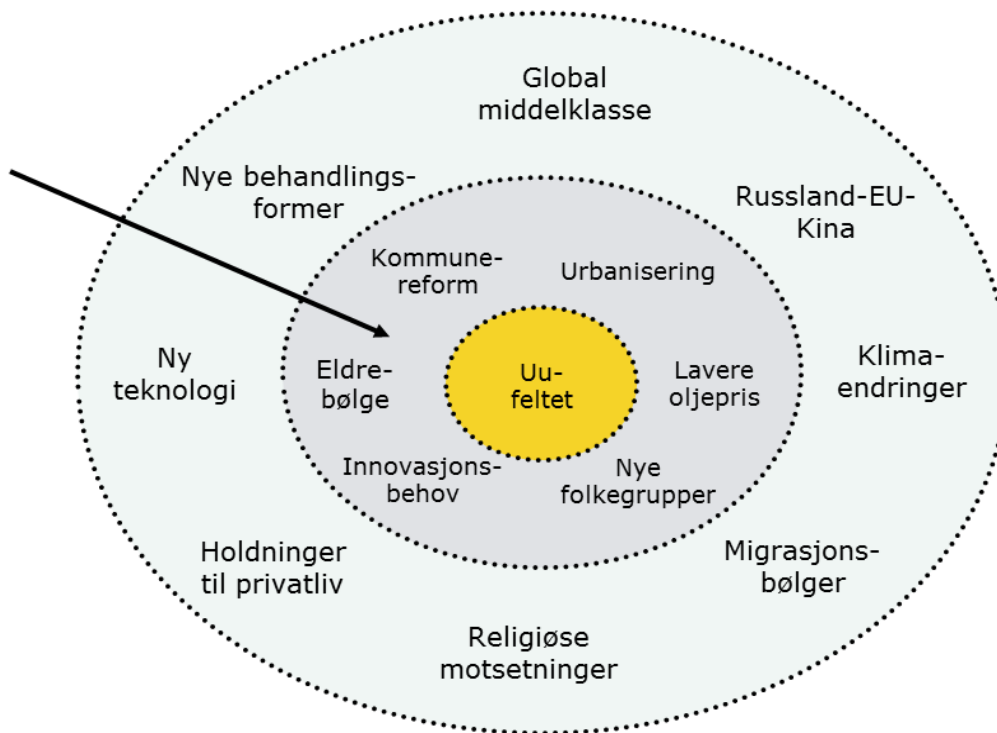 Global
middelklasse
Nye behandlings-
former
Russland-EU-
Kina
Kommune-
reform
Urbanisering
Ny
teknologi
Eldre-
bølge
Uu-
feltet
Lavere
oljepris
Klima-
endringer
Innovasjons-
behov
Nye
folkegrupper
Holdninger
til privatliv
Migrasjons-
bølger
Religiøse
motsetninger